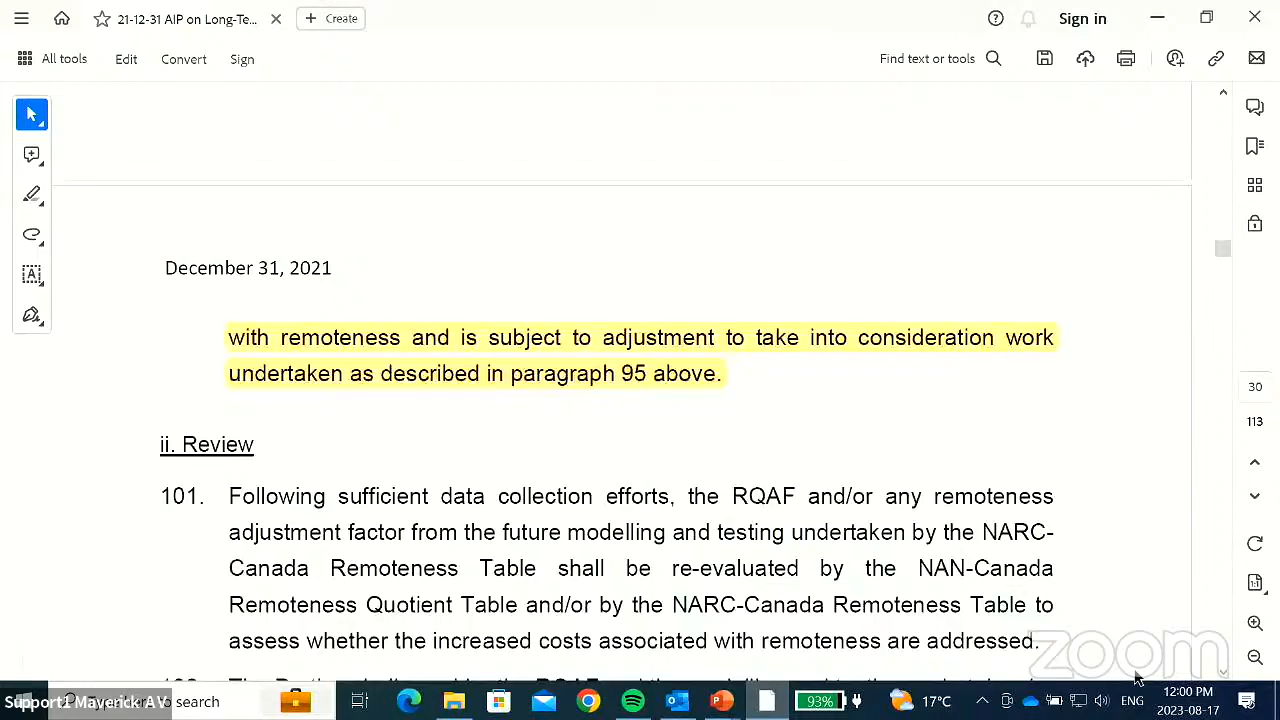 21-12-31 AIP on Long-Te...
Create
Sign in
All tools
Edit
Convert
Sign
Find text or tools
December 31, 2021
with remoteness and is subject to adjustment to take into consideration work
undertaken as described in paragraph 95 above.
ii. Review
101. Following sufficient data collection efforts, the RQAF and/or any remoteness
adjustment factor from the future modelling and testing undertaken by the NARC-
Canada Remoteness Table shall be re-evaluated by the NAN-Canada
Remoteness Quotient Table and/or by the NARC-Canada Remoteness Table to
assess whether the increased costs associated with remoteness are addressed.
30
113
1:1
zoom
Support2 Maverick AV
search
93%
17°C
ENG
12:00 PM
2023-08-17